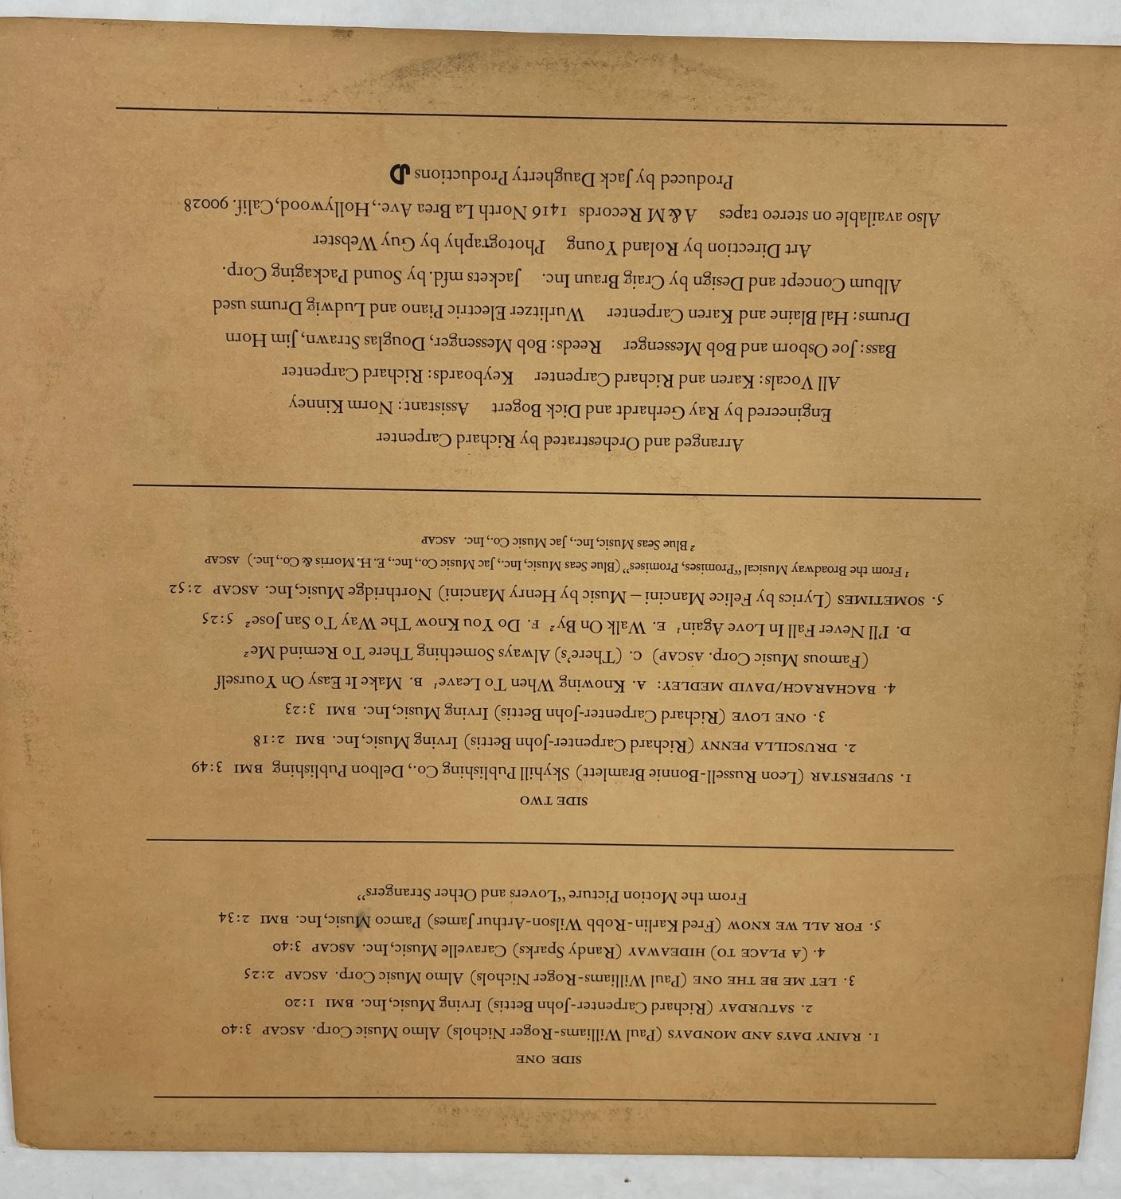 SIDE ONE
1. RAINY DAYS AND MONDAYS (Paul Williams-Roger Nichols) Almo Music Corp. ASCAP 3:40
2. SATURDAY (Richard Carpenter-John Bettis) Irving Music, Inc. BMI 1:20
3. LET ME BE THE ONE (Paul Williams-Roger Nichols) Almo Music Corp. ASCAP 2:25
4. (A PLACE TO) HIDEAWAY (Randy Sparks) Caravelle Music, Inc. ASCAP 3:40
5. FOR ALL WE KNOW (Fred Karlin-Robb Wilson-Arthur James) Pamco Music, Inc. BMI 2:34
From the Motion Picture “Lovers and Other Strangers”
SIDE TWO
1. SUPERSTAR (Leon Russell-Bonnie Bramlett) Skyhill Publishing Co., Delbon Publishing BMI 3:49
2. DRUSCILLA PENNY (Richard Carpenter-John Bettis) Irving Music, Inc. BMI 2:18
3. ONE LOVE (Richard Carpenter-John Bettis) Irving Music, Inc. BMI 3:23
4. BACHARACH/DAVID MEDLEY: A. Knowing When To Leave¹ B. Make It Easy On Yourself
(Famous Music Corp. ASCAP) C. (There's) Always Something There To Remind Me²
D. I'll Never Fall In Love Again¹ E. Walk On By² F. Do You Know The Way To San Jose² 5:25
5. SOMETIMES (Lyrics by Felice Mancini — Music by Henry Mancini) Northridge Music, Inc. ASCAP 2:52
¹ From the Broadway Musical “Promises, Promises” (Blue Seas Music, Inc., Jac Music Co., Inc., E. H. Morris & Co., Inc.) ASCAP
² Blue Seas Music, Inc., Jac Music Co., Inc. ASCAP
Arranged and Orchestrated by Richard Carpenter
Engineered by Ray Gerhardt and Dick Bogert Assistant: Norm Kinney
All Vocals: Karen and Richard Carpenter Keyboards: Richard Carpenter
Bass: Joe Osborn and Bob Messenger Reeds: Bob Messenger, Douglas Strawn, Jim Horn
Drums: Hal Blaine and Karen Carpenter Wurlitzer Electric Piano and Ludwig Drums used
Album Concept and Design by Craig Braun Inc. Jackets mfd. by Sound Packaging Corp.
Art Direction by Roland Young Photography by Guy Webster
Also available on stereo tapes A&M Records 1416 North La Brea Ave., Hollywood, Calif. 90028
Produced by Jack Daugherty Productions JD